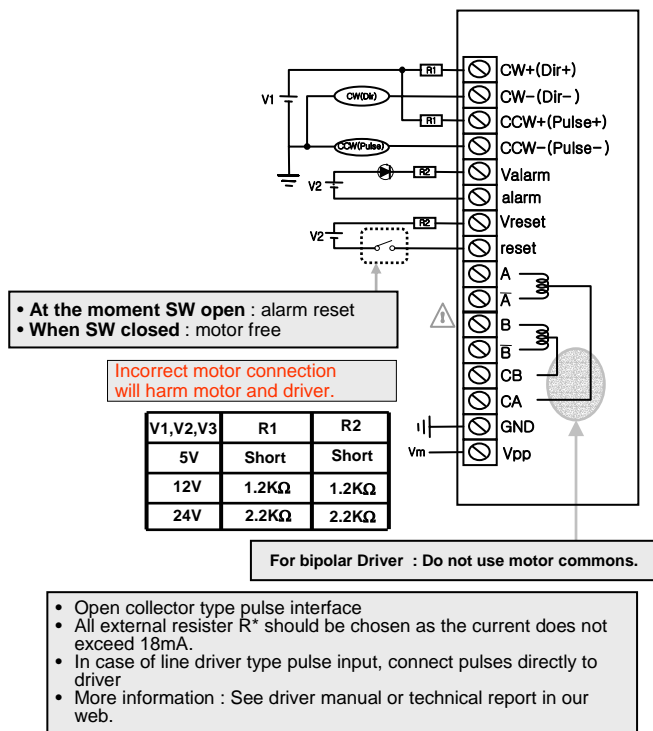 CW+(Dir+)
CW-(Dir-)
CCW+(Pulse+)
CCW-(Pulse-)
Valarm
alarm
Vreset
reset
A
A̅
B
B̅
CB
CA
GND
Vpp
R1
V1
CW(Dir)
R1
CCW(Pulse)
R2
V2
R2
V2
Vm
• At the moment SW open : alarm reset
• When SW closed : motor free
Incorrect motor connection
will harm motor and driver.
V1,V2,V3 R1 R2
5V Short Short
12V 1.2KΩ 1.2KΩ
24V 2.2KΩ 2.2KΩ
For bipolar Driver : Do not use motor commons.
• Open collector type pulse interface
• All external resister R* should be chosen as the current does not
exceed 18mA.
• In case of line driver type pulse input, connect pulses directly to
driver
• More information : See driver manual or technical report in our
web.